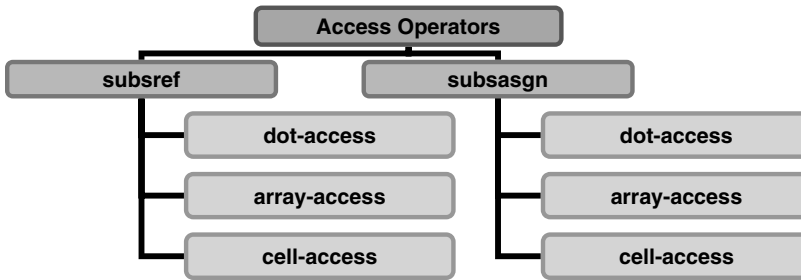 Access Operators
subsref
subsasgn
dot-access
dot-access
array-access
array-access
cell-access
cell-access